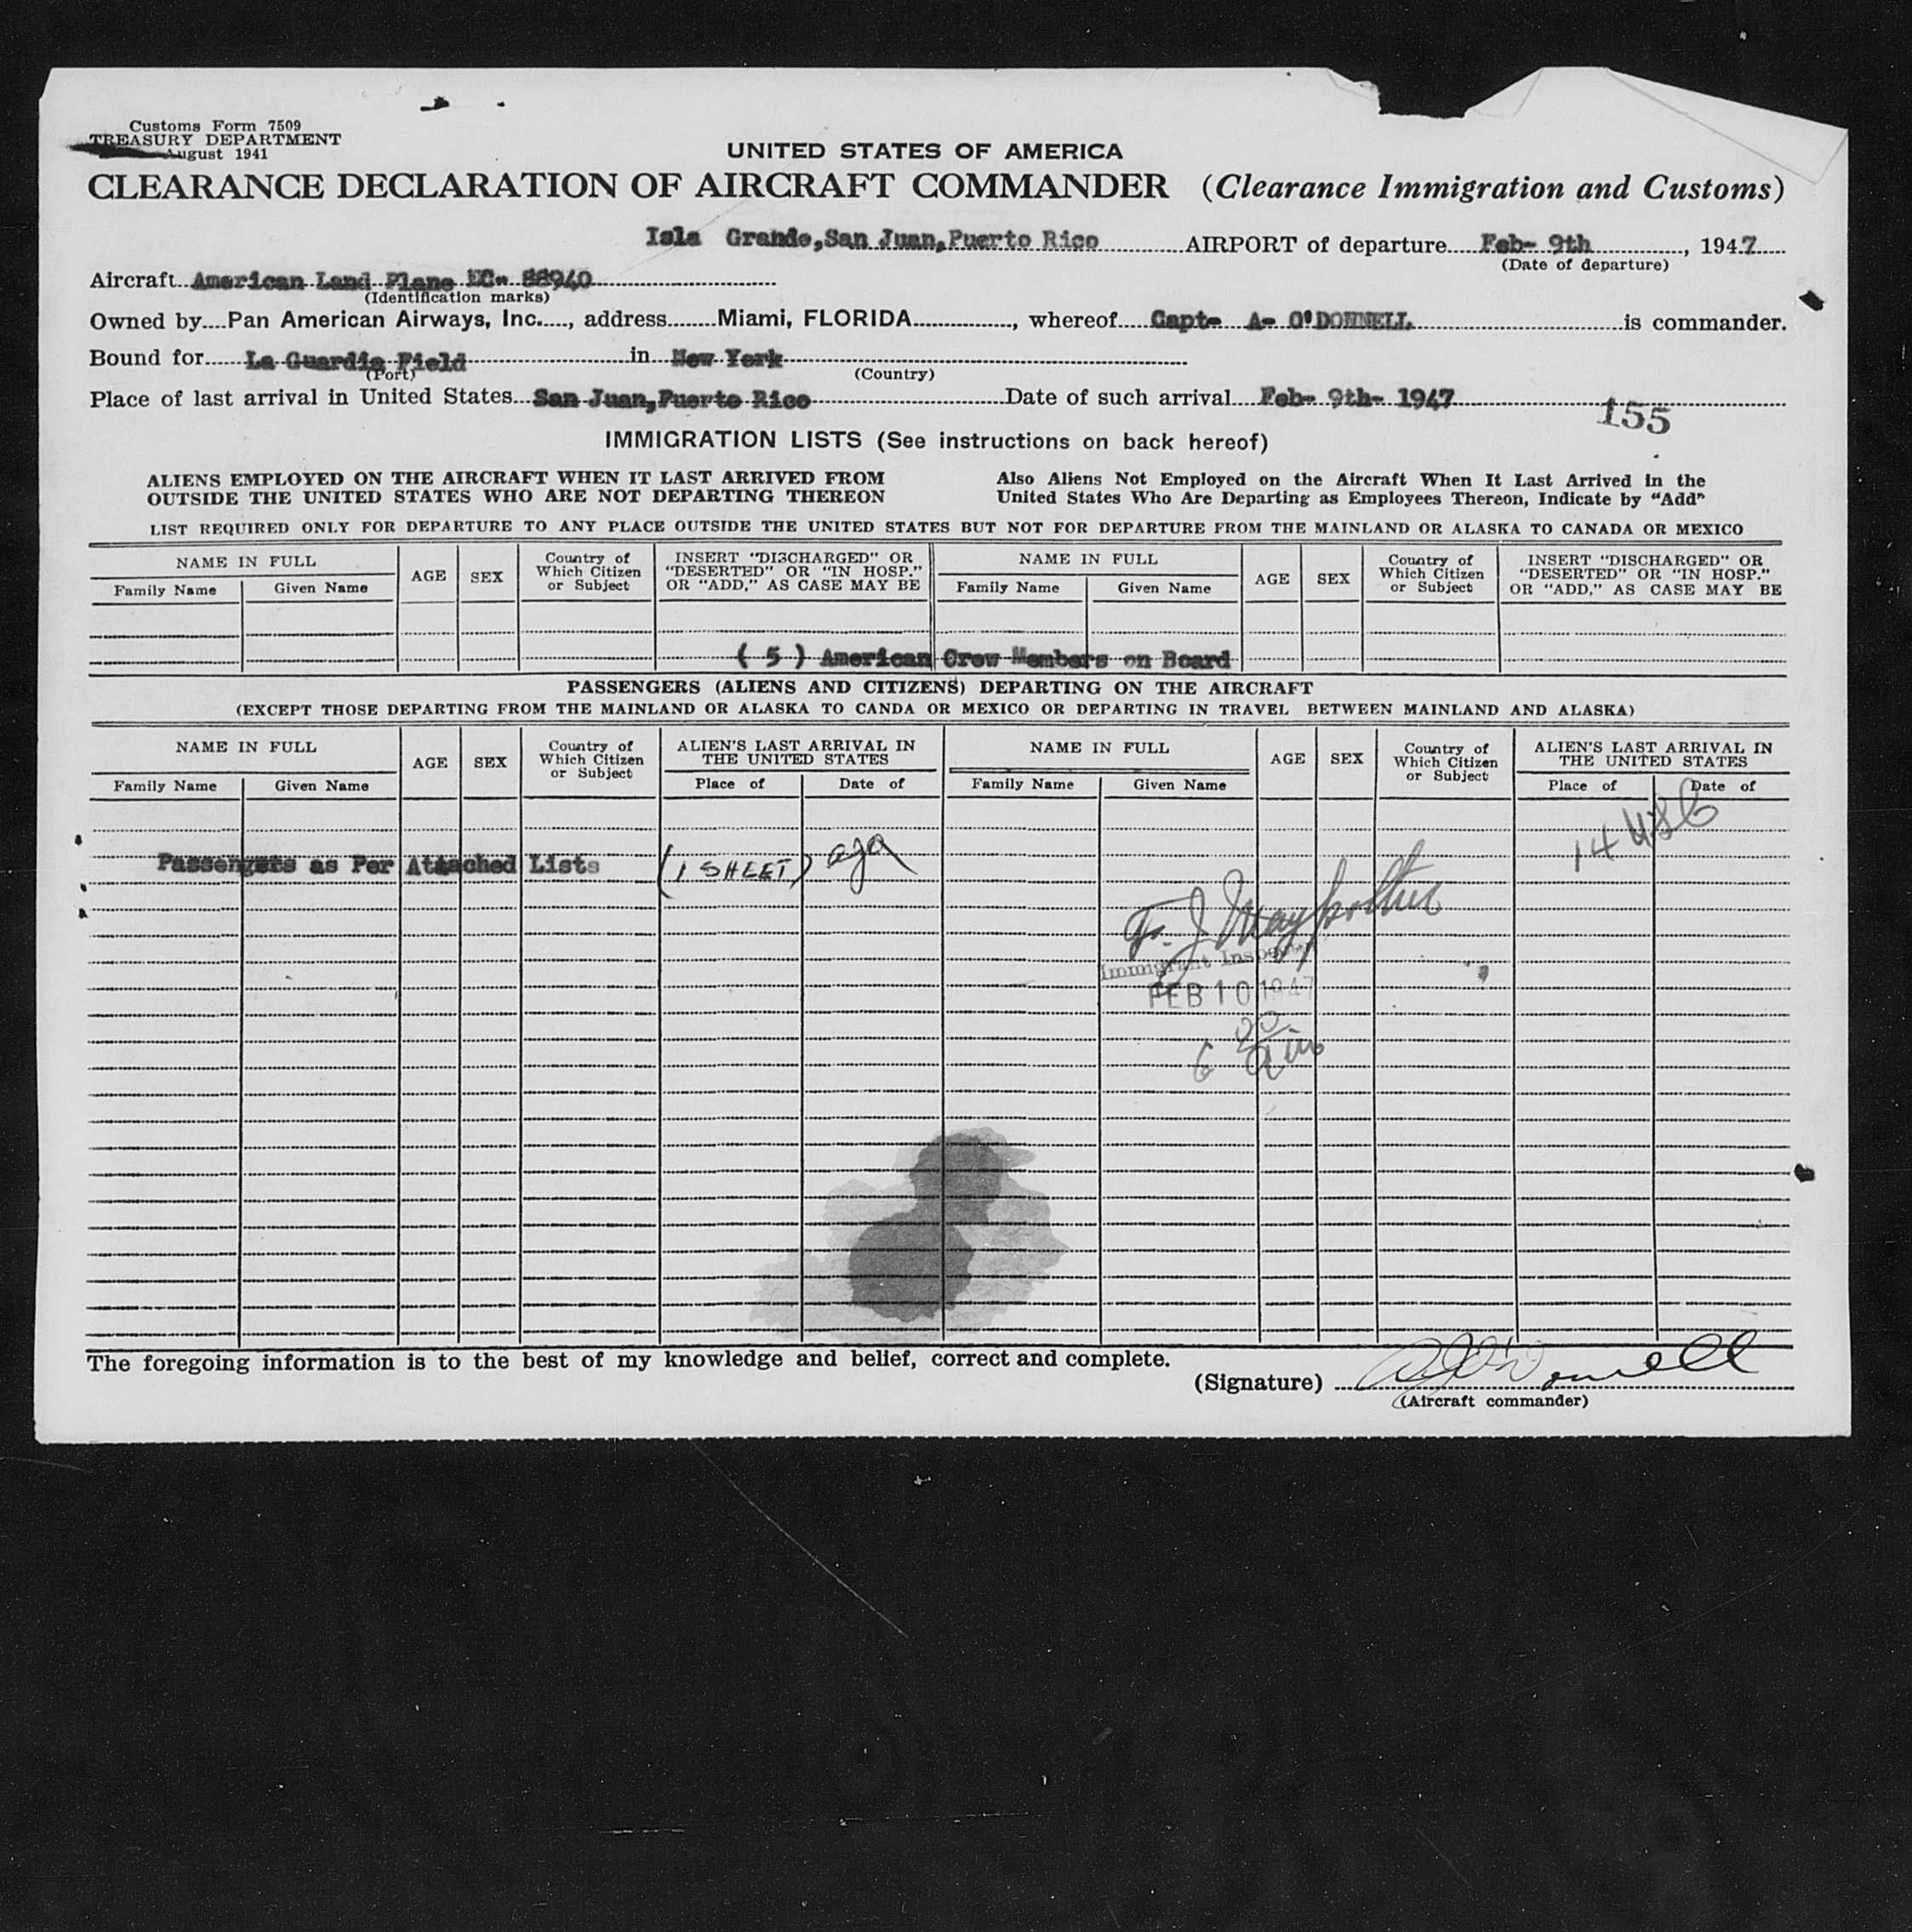 Customs Form 7509
TREASURY DEPARTMENT
August 1941
UNITED STATES OF AMERICA
CLEARANCE DECLARATION OF AIRCRAFT COMMANDER (Clearance Immigration and Customs)
Isla Grande,San Juan,Puerto Rico AIRPORT of departure Feb- 9th, 1947
(Date of departure)
Aircraft American Land Plane NC- 88940
(Identification marks)
Owned by Pan American Airways, Inc., address Miami, FLORIDA, whereof Capt- A- O'DONNELL is commander.
Bound for La Guardia Field in New York
(Port) (Country)
Place of last arrival in United States San Juan,Puerto Rico Date of such arrival Feb- 9th- 1947
155
IMMIGRATION LISTS (See instructions on back hereof)
ALIENS EMPLOYED ON THE AIRCRAFT WHEN IT LAST ARRIVED FROM
OUTSIDE THE UNITED STATES WHO ARE NOT DEPARTING THEREON
Also Aliens Not Employed on the Aircraft When It Last Arrived in the
United States Who Are Departing as Employees Thereon, Indicate by "Add"
LIST REQUIRED ONLY FOR DEPARTURE TO ANY PLACE OUTSIDE THE UNITED STATES BUT NOT FOR DEPARTURE FROM THE MAINLAND OR ALASKA TO CANADA OR MEXICO
NAME IN FULL
Family Name Given Name
AGE
SEX
Country of
Which Citizen
or Subject
INSERT "DISCHARGED" OR
"DESERTED" OR "IN HOSP."
OR "ADD," AS CASE MAY BE
NAME IN FULL
Family Name Given Name
AGE
SEX
Country of
Which Citizen
or Subject
INSERT "DISCHARGED" OR
"DESERTED" OR "IN HOSP."
OR "ADD," AS CASE MAY BE
( 5 ) American Crew Members on Board
PASSENGERS (ALIENS AND CITIZENS) DEPARTING ON THE AIRCRAFT
(EXCEPT THOSE DEPARTING FROM THE MAINLAND OR ALASKA TO CANDA OR MEXICO OR DEPARTING IN TRAVEL BETWEEN MAINLAND AND ALASKA)
NAME IN FULL
Family Name Given Name
AGE
SEX
Country of
Which Citizen
or Subject
ALIEN'S LAST ARRIVAL IN
THE UNITED STATES
Place of Date of
NAME IN FULL
Family Name Given Name
AGE
SEX
Country of
Which Citizen
or Subject
ALIEN'S LAST ARRIVAL IN
THE UNITED STATES
Place of Date of
14 USC
Passengers as Per Attached Lists (1 SHEET)
F. J.
Immigrant Inspector
FEB 10 1947
6 20 am
The foregoing information is to the best of my knowledge and belief, correct and complete.
(Signature) A J O'Donnell
(Aircraft commander)